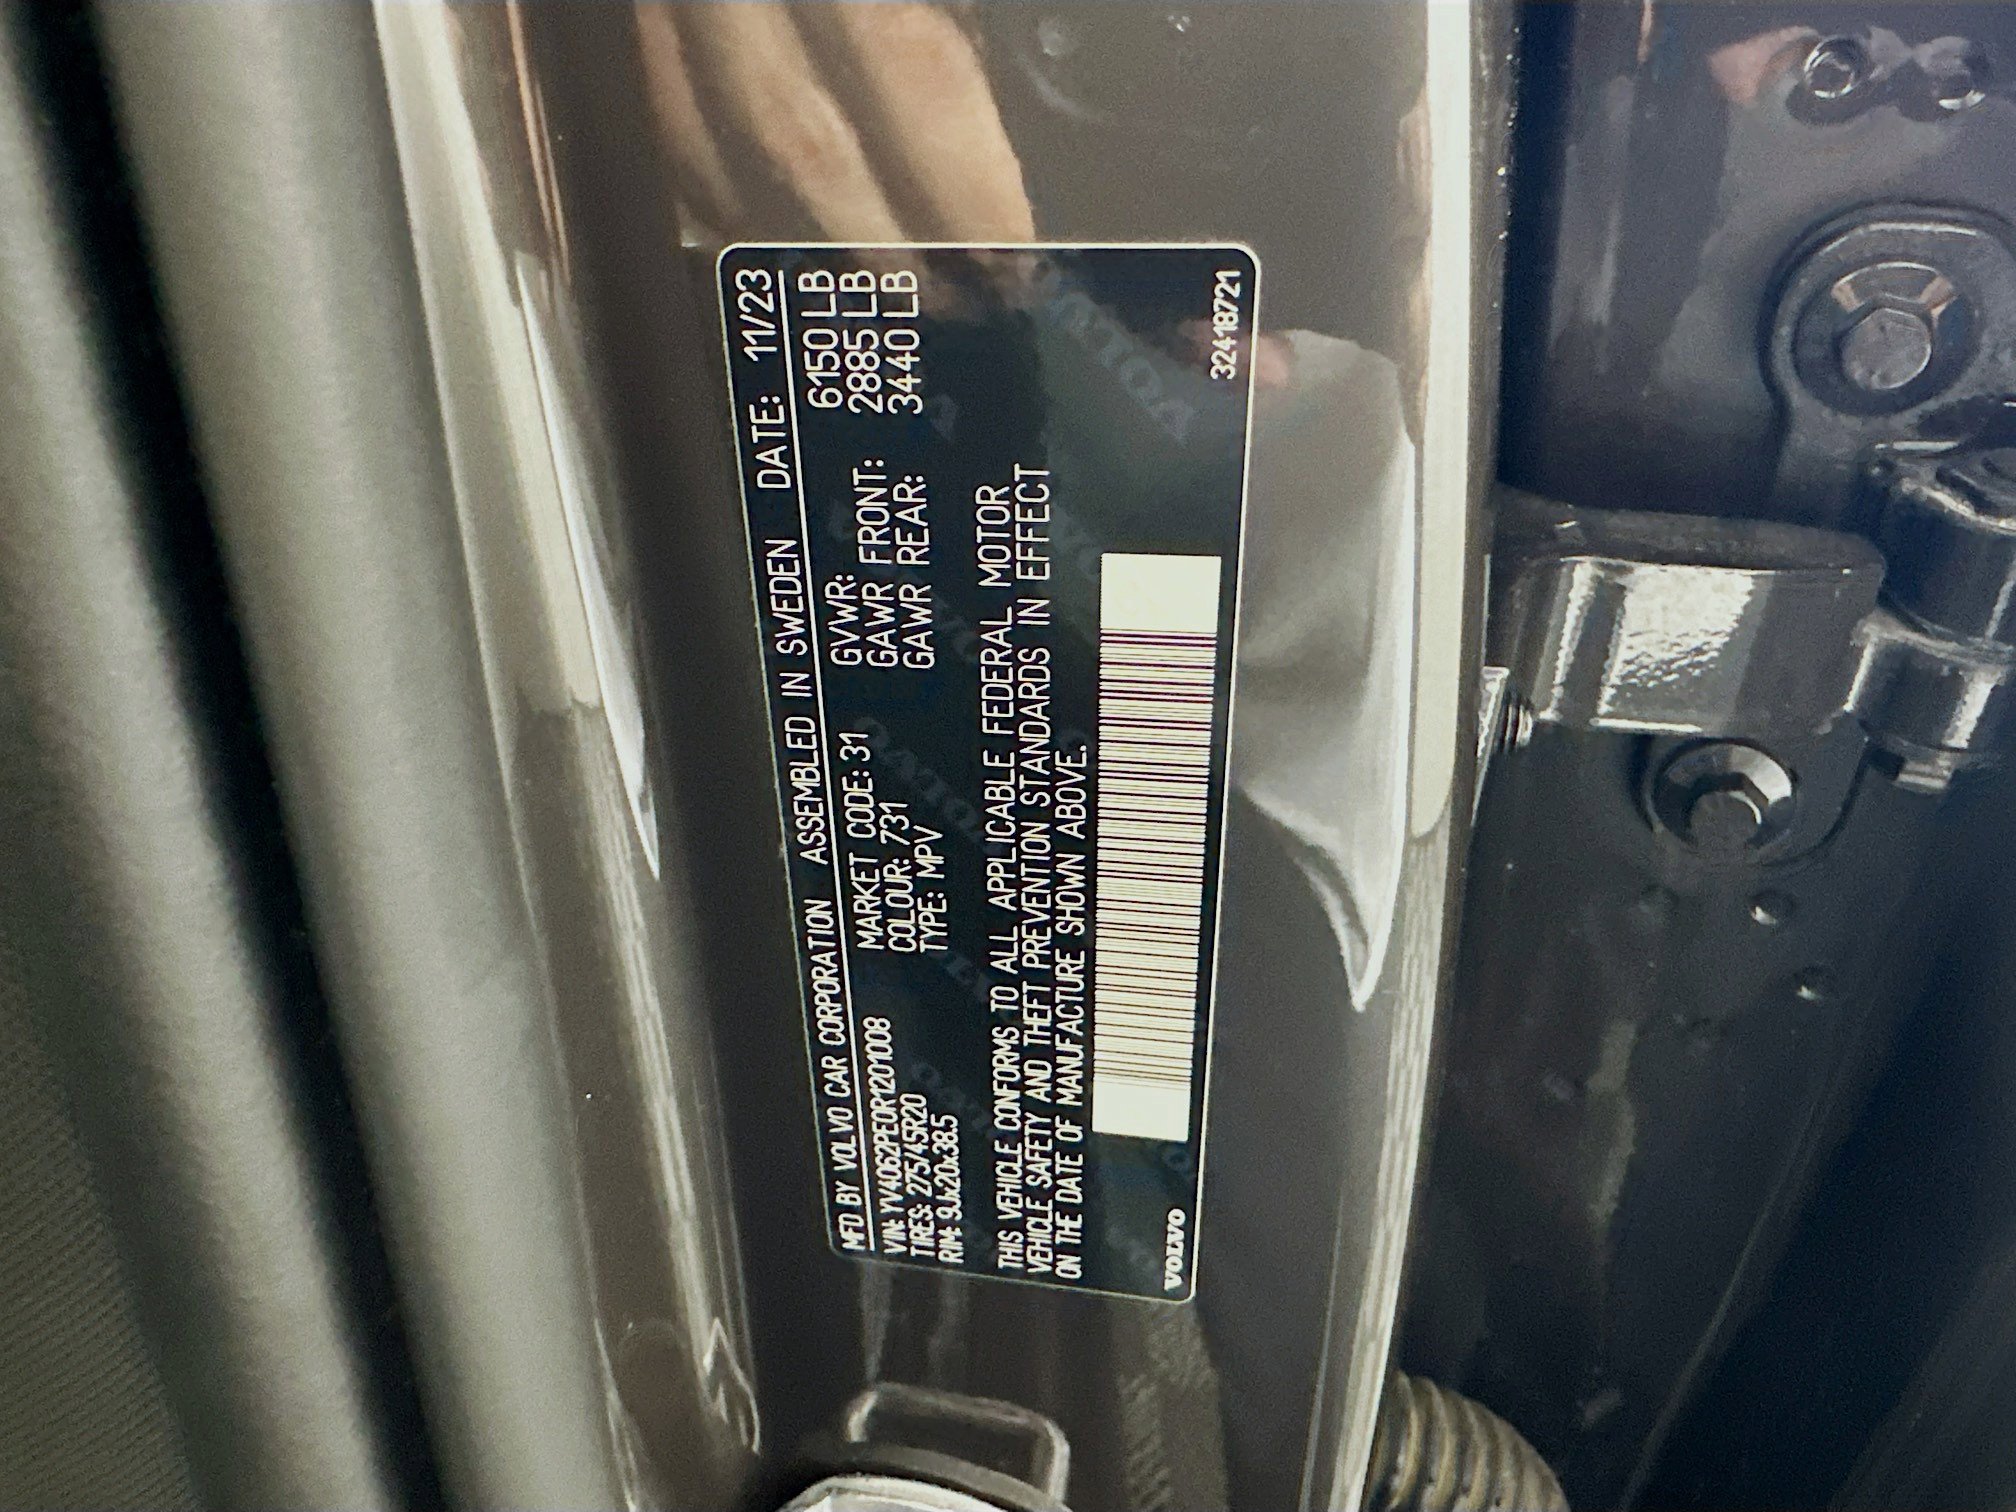 MFD BY VOLVO CAR CORPORATION ASSEMBLED IN SWEDEN DATE: 11/23
VIN: YV4062PE0R1201008 MARKET CODE: 31 GVWR: 6150 LB
TIRES: 275/45R20 COLOUR: 731 GAWR FRONT: 2885 LB
RIM: 9Jx20x38.5 TYPE: MPV GAWR REAR: 3440 LB
THIS VEHICLE CONFORMS TO ALL APPLICABLE FEDERAL MOTOR
VEHICLE SAFETY AND THEFT PREVENTION STANDARDS IN EFFECT
ON THE DATE OF MANUFACTURE SHOWN ABOVE.
VOLVO 32418721